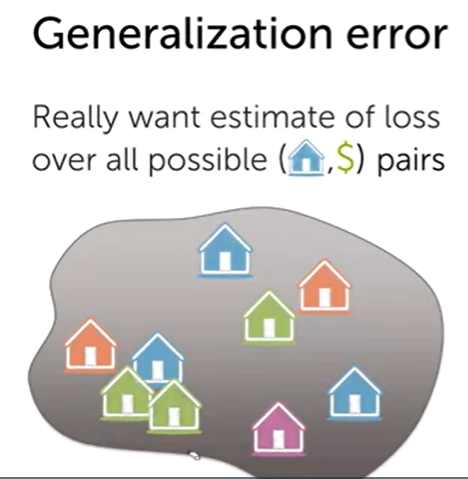 Generalization error
Really want estimate of loss
over all possible ( ,$) pairs